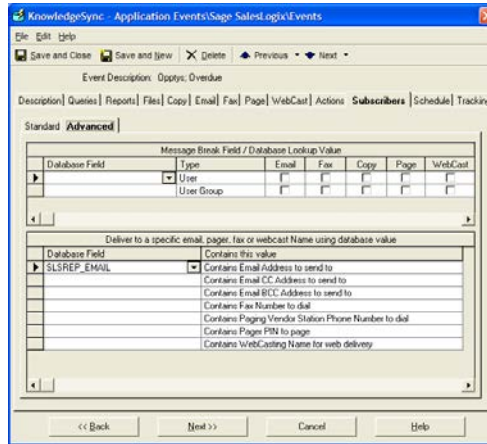 KnowledgeSync - Application Events\Sage SalesLogix\Events
File Edit Help
Save and Close Save and New Delete Previous Next
Event Description: Opptys; Overdue
Description Queries Reports Files Copy Email Fax Page WebCast Actions Subscribers Schedule Tracking
Standard Advanced
Message Break Field / Database Lookup Value
Database Field Type Email Fax Copy Page WebCast
User
User Group
Deliver to a specific email, pager, fax or webcast Name using database value
Database Field Contains this value
SLSREP_EMAIL Contains Email Address to send to
Contains Email CC Address to send to
Contains Email BCC Address to send to
Contains Fax Number to dial
Contains Paging Vendor Station Phone Number to dial
Contains Pager PIN to page
Contains WebCasting Name for web delivery
<< Back Next >> Cancel Help